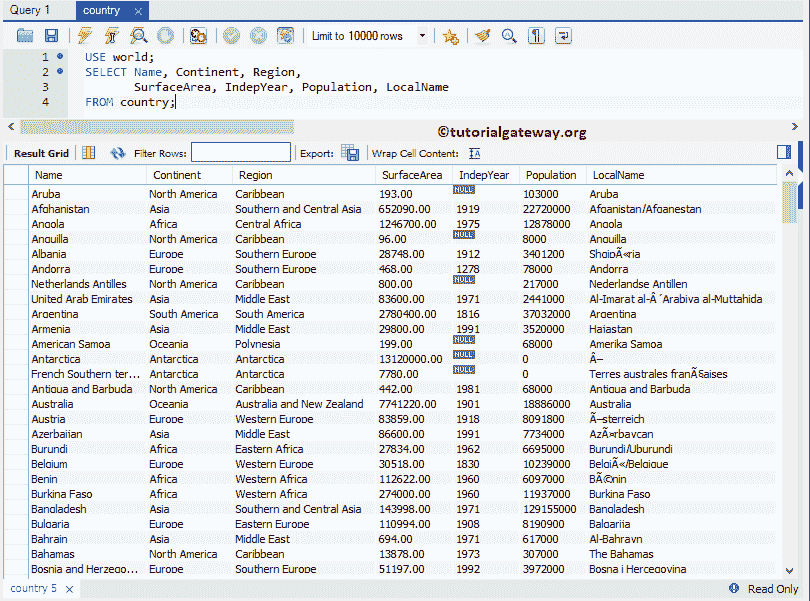 Query 1 country ×
Limit to 10000 rows
1 USE world;
2 SELECT Name, Continent, Region,
3 SurfaceArea, IndepYear, Population, LocalName
4 FROM country;
©tutorialgateway.org
Result Grid Filter Rows: Export: Wrap Cell Content: IA
Name Continent Region SurfaceArea IndepYear Population LocalName
Aruba North America Caribbean 193.00 NULL 103000 Aruba
Afghanistan Asia Southern and Central Asia 652090.00 1919 22720000 Afganistan/Afqanestan
Angola Africa Central Africa 1246700.00 1975 12878000 Angola
Anguilla North America Caribbean 96.00 NULL 8000 Anguilla
Albania Europe Southern Europe 28748.00 1912 3401200 ShqipÃ«ria
Andorra Europe Southern Europe 468.00 1278 78000 Andorra
Netherlands Antilles North America Caribbean 800.00 NULL 217000 Nederlandse Antillen
United Arab Emirates Asia Middle East 83600.00 1971 2441000 Al-Imarat al-Â´Arabiya al-Muttahida
Argentina South America South America 2780400.00 1816 37032000 Argentina
Armenia Asia Middle East 29800.00 1991 3520000 Hajastan
American Samoa Oceania Polynesia 199.00 NULL 68000 Amerika Samoa
Antarctica Antarctica Antarctica 13120000.00 NULL 0 Â–
French Southern ter... Antarctica Antarctica 7780.00 NULL 0 Terres australes franÃ§aises
Antigua and Barbuda North America Caribbean 442.00 1981 68000 Antigua and Barbuda
Australia Oceania Australia and New Zealand 7741220.00 1901 18886000 Australia
Austria Europe Western Europe 83859.00 1918 8091800 Ã–sterreich
Azerbaijan Asia Middle East 86600.00 1991 7734000 AzÃ¤rbaycan
Burundi Africa Eastern Africa 27834.00 1962 6695000 Burundi/Uburundi
Belgium Europe Western Europe 30518.00 1830 10239000 BelgiÃ«/Belgique
Benin Africa Western Africa 112622.00 1960 6097000 BÃ©nin
Burkina Faso Africa Western Africa 274000.00 1960 11937000 Burkina Faso
Bangladesh Asia Southern and Central Asia 143998.00 1971 129155000 Bangladesh
Bulgaria Europe Eastern Europe 110994.00 1908 8190900 Balgarija
Bahrain Asia Middle East 694.00 1971 617000 Al-Bahrayn
Bahamas North America Caribbean 13878.00 1973 307000 The Bahamas
Bosnia and Herzego... Europe Southern Europe 51197.00 1992 3972000 Bosna i Hercegovina
country 5 × Read Only